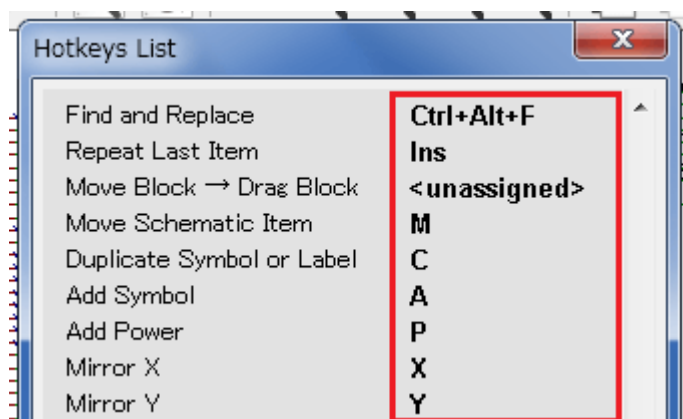 Hotkeys List
Find and Replace Ctrl+Alt+F
Repeat Last Item Ins
Move Block → Drag Block <unassigned>
Move Schematic Item M
Duplicate Symbol or Label C
Add Symbol A
Add Power P
Mirror X X
Mirror Y Y